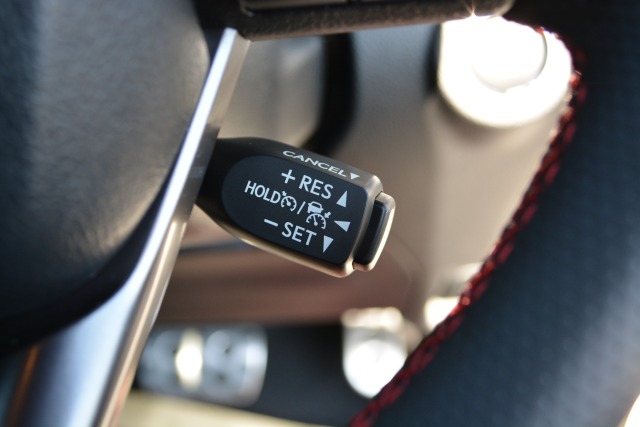 CANCEL▼
+ RES ▲
HOLD /
− SET ▼